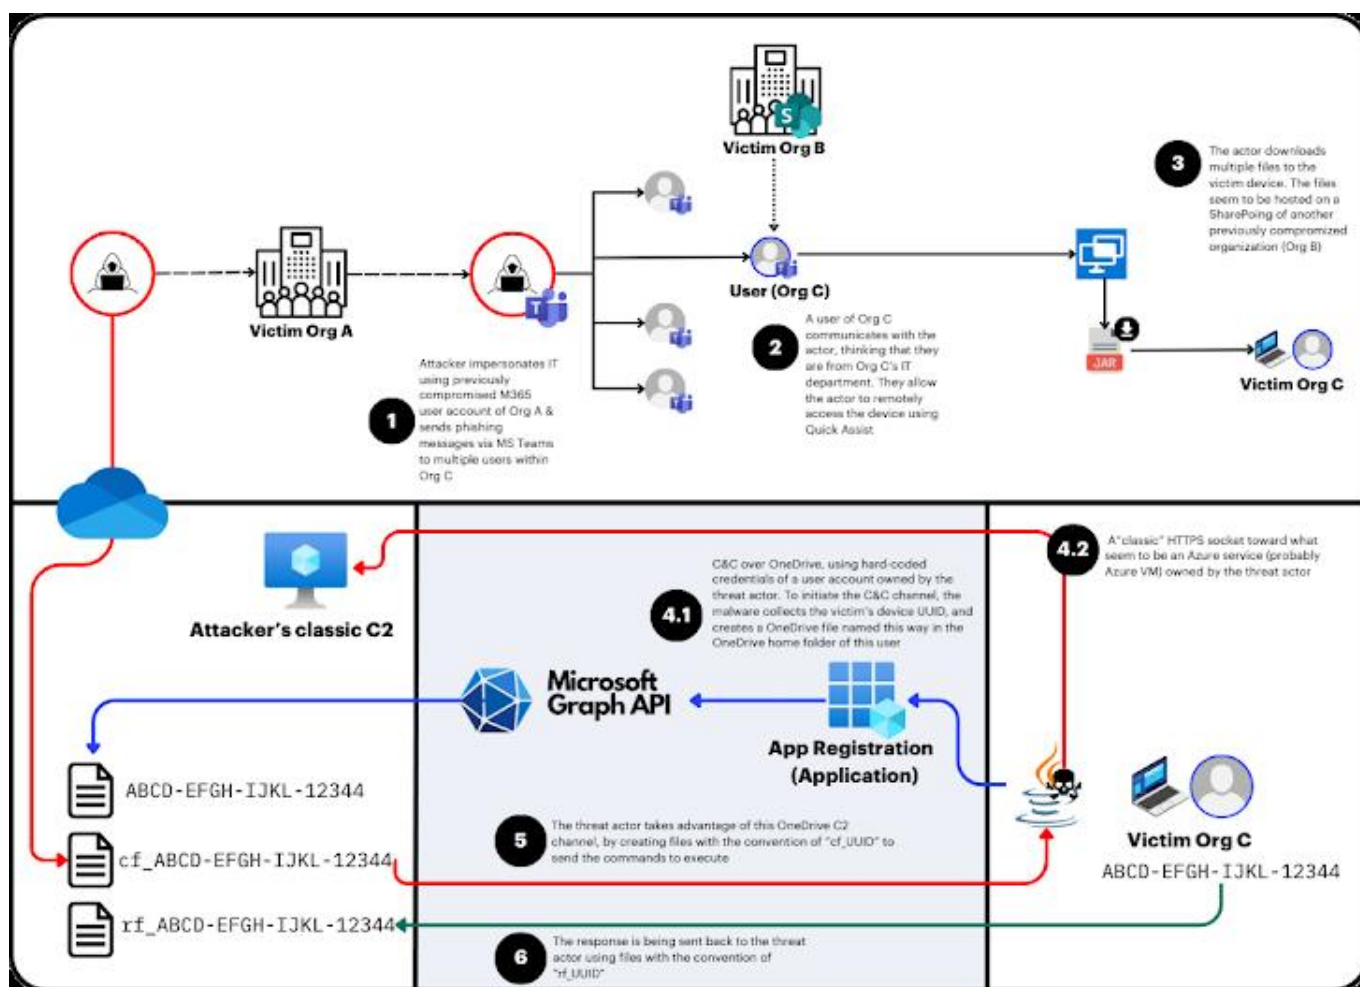 Victim Org B
S
3
The actor downloads
multiple files to the
victim device. The files
seem to be hosted on a
SharePoing of another
previously compromized
organization (Org B)
Victim Org A
T
User (Org C)
JAR
Victim Org C
1
Attacker impersonates IT
using previously
compromised M365
user account of Org A &
sends phishing
messages via MS Teams
to multiple users within
Org C
2
A user of Org C
communicates with the
actor, thinking that they
are from Org C's IT
department. They allow
the actor to remotely
access the device using
Quick Assist
Attacker's classic C2
4.1
C&C over OneDrive, using hard-coded
credentials of a user account owned by the
threat actor. To initiate the C&C channel, the
malware collects the victim's device UUID, and
creates a OneDrive file named this way in the
OneDrive home folder of this user
4.2
A"classic" HTTPS socket toward what
seem to be an Azure service (probably
Azure VM) owned by the threat actor
Microsoft
Graph API
App Registration
(Application)
ABCD-EFGH-IJKL-12344
cf_ABCD-EFGH-IJKL-12344
rf_ABCD-EFGH-IJKL-12344
5
The threat actor takes advantage of this OneDrive C2
channel, by creating files with the convention of "cf_UUID" to
send the commands to execute
Victim Org C
ABCD-EFGH-IJKL-12344
6
The response is being sent back to the threat
actor using files with the convention of
"rf_UUID"